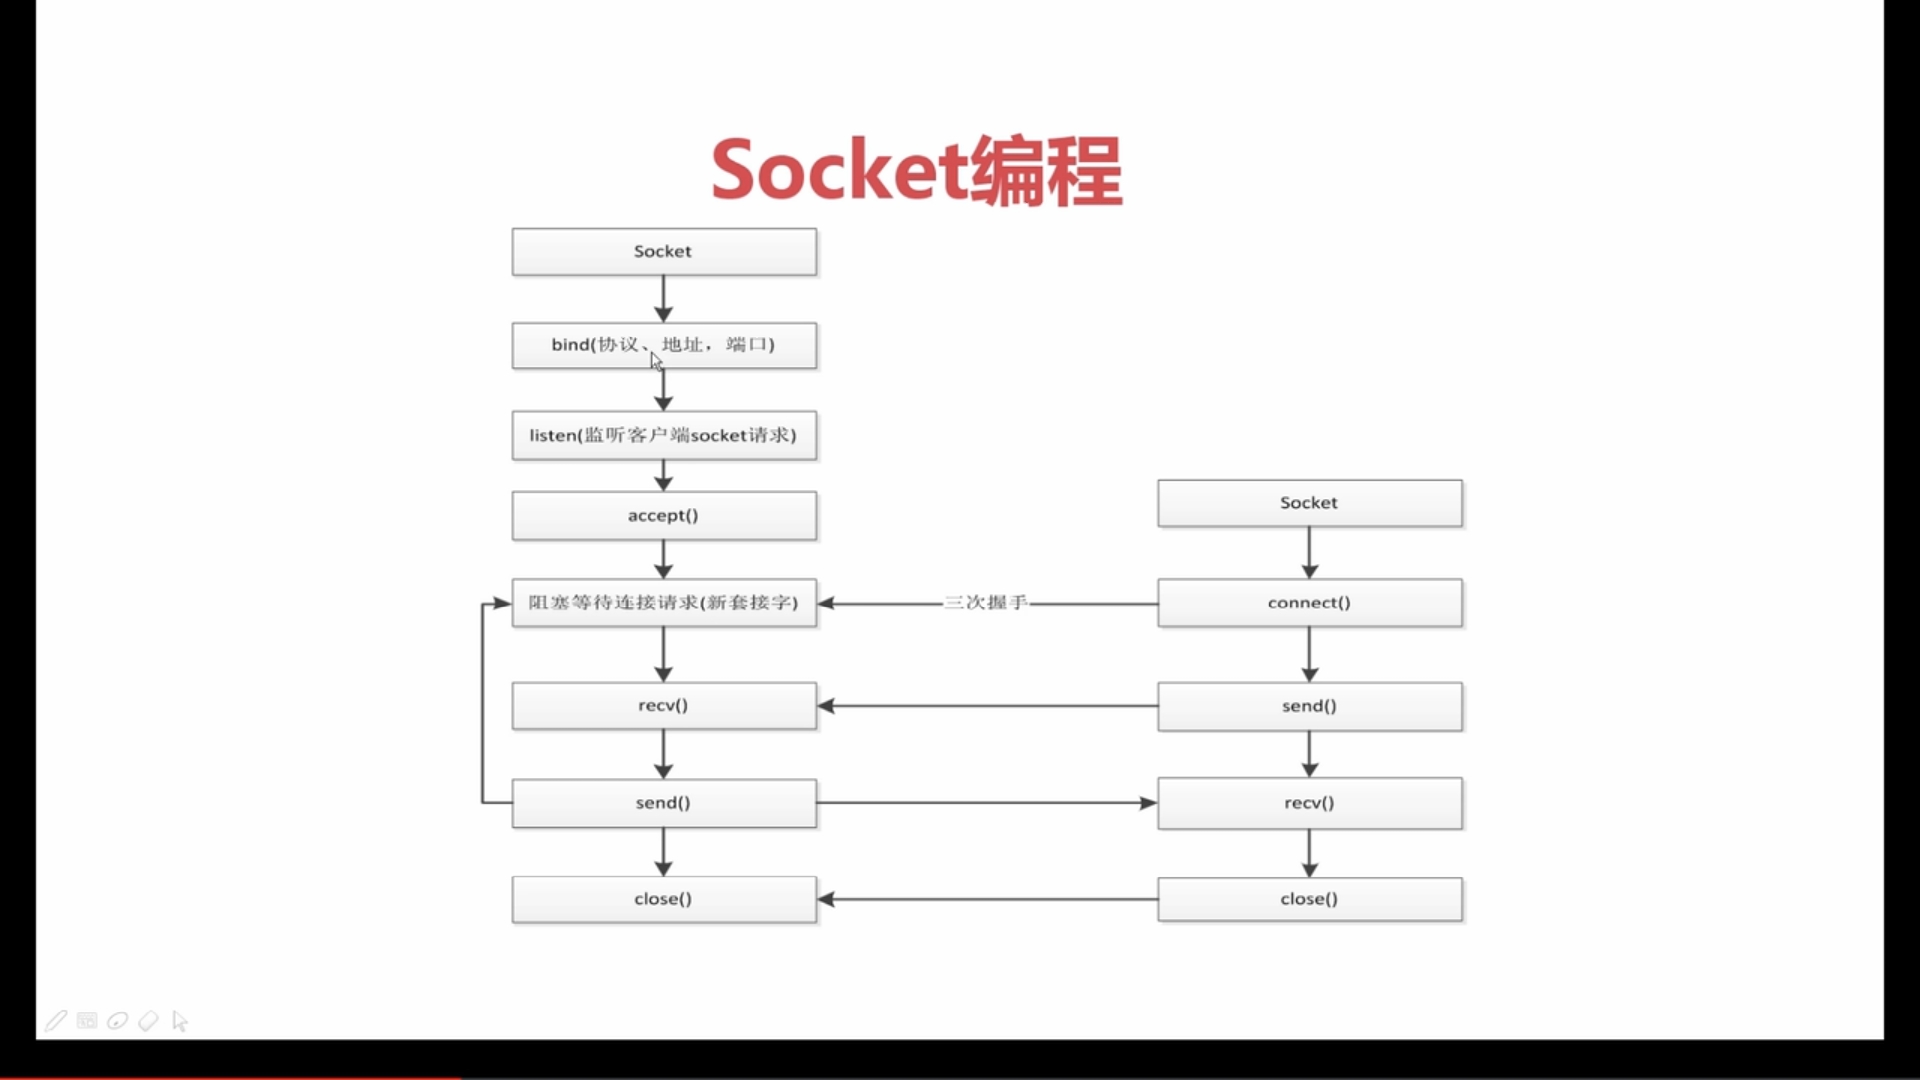 Socket编程
Socket
bind(协议、地址，端口)
listen(监听客户端socket请求)
accept()
阻塞等待连接请求(新套接字)
recv()
send()
close()
三次握手
Socket
connect()
send()
recv()
close()